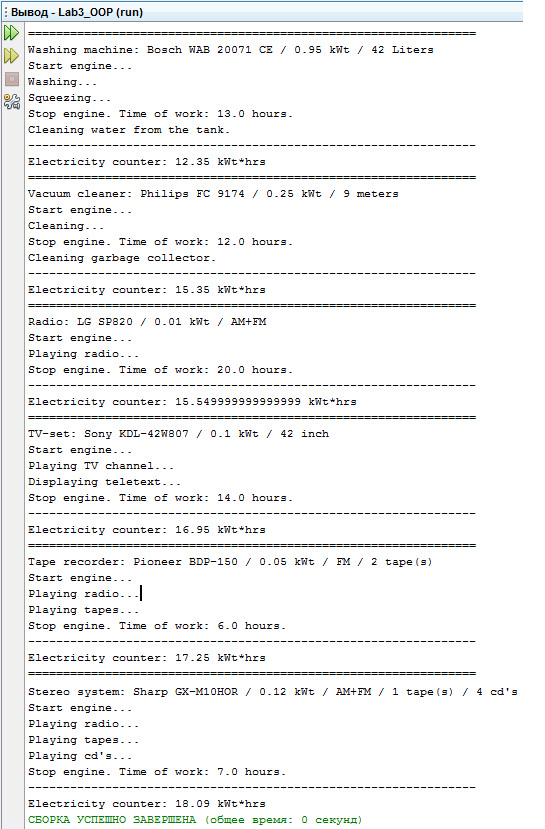 Вывод - Lab3_OOP (run)
================================================================
Washing machine: Bosch WAB 20071 CE / 0.95 kWt / 42 Liters
Start engine...
Washing...
Squeezing...
Stop engine. Time of work: 13.0 hours.
Cleaning water from the tank.
----------------------------------------------------------------
Electricity counter: 12.35 kWt*hrs
================================================================
Vacuum cleaner: Philips FC 9174 / 0.25 kWt / 9 meters
Start engine...
Cleaning...
Stop engine. Time of work: 12.0 hours.
Cleaning garbage collector.
----------------------------------------------------------------
Electricity counter: 15.35 kWt*hrs
================================================================
Radio: LG SP820 / 0.01 kWt / AM+FM
Start engine...
Playing radio...
Stop engine. Time of work: 20.0 hours.
----------------------------------------------------------------
Electricity counter: 15.549999999999999 kWt*hrs
================================================================
TV-set: Sony KDL-42W807 / 0.1 kWt / 42 inch
Start engine...
Playing TV channel...
Displaying teletext...
Stop engine. Time of work: 14.0 hours.
----------------------------------------------------------------
Electricity counter: 16.95 kWt*hrs
================================================================
Tape recorder: Pioneer BDP-150 / 0.05 kWt / FM / 2 tape(s)
Start engine...
Playing radio...
Playing tapes...
Stop engine. Time of work: 6.0 hours.
----------------------------------------------------------------
Electricity counter: 17.25 kWt*hrs
================================================================
Stereo system: Sharp GX-M10HOR / 0.12 kWt / AM+FM / 1 tape(s) / 4 cd's
Start engine...
Playing radio...
Playing tapes...
Playing cd's...
Stop engine. Time of work: 7.0 hours.
----------------------------------------------------------------
Electricity counter: 18.09 kWt*hrs
СБОРКА УСПЕШНО ЗАВЕРШЕНА (общее время: 0 секунд)